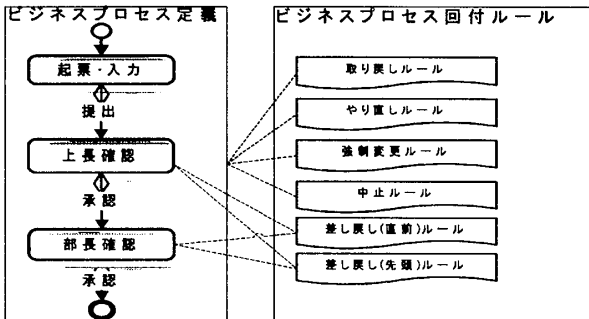 ビジネスプロセス定義
起票・入力
提出
上長確認
承認
部長確認
承認
ビジネスプロセス回付ルール
取り戻しルール
やり直しルール
強制変更ルール
中止ルール
差し戻し(直前)ルール
差し戻し(先頭)ルール